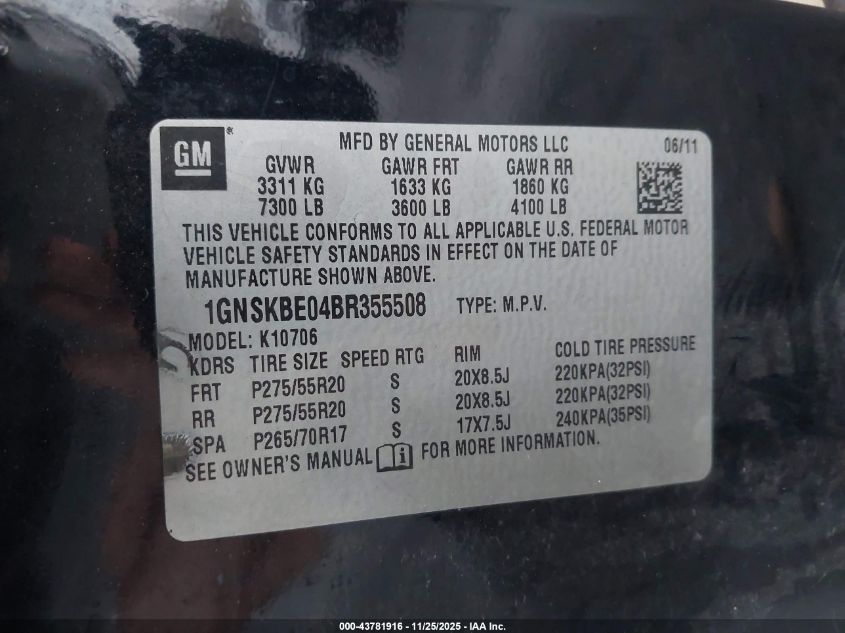 GM MFD BY GENERAL MOTORS LLC 06/11
GVWR GAWR FRT GAWR RR
3311 KG 1633 KG 1860 KG
7300 LB 3600 LB 4100 LB
THIS VEHICLE CONFORMS TO ALL APPLICABLE U.S. FEDERAL MOTOR
VEHICLE SAFETY STANDARDS IN EFFECT ON THE DATE OF
MANUFACTURE SHOWN ABOVE.
1GNSKBE04BR355508 TYPE: M.P.V.
MODEL: K10706
KDRS TIRE SIZE SPEED RTG RIM COLD TIRE PRESSURE
FRT P275/55R20 S 20X8.5J 220KPA(32PSI)
RR P275/55R20 S 20X8.5J 220KPA(32PSI)
SPA P265/70R17 S 17X7.5J 240KPA(35PSI)
SEE OWNER'S MANUAL i FOR MORE INFORMATION.
000-43781916 - 11/25/2025 - IAA Inc.